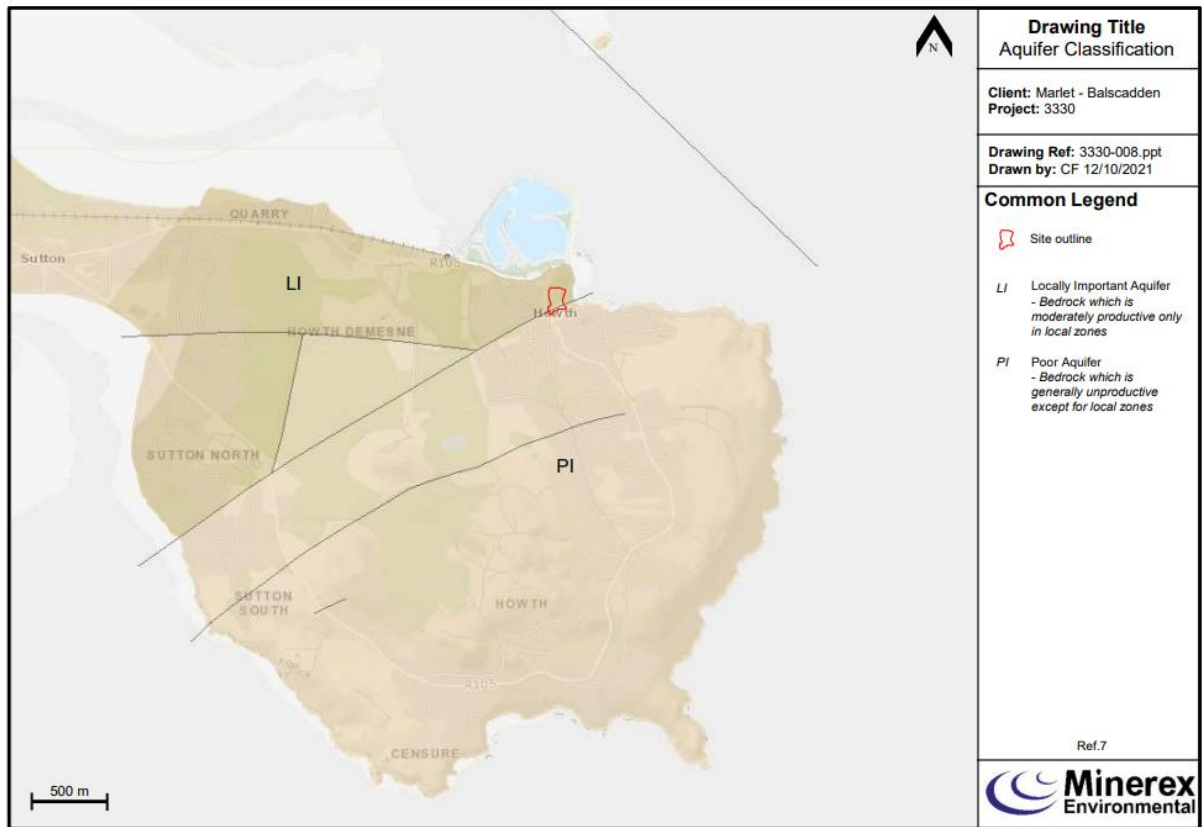 N
QUARRY
Sutton
R105
LI
Howth
HOWTH DEMESNE
SUTTON NORTH
PI
SUTTON
SOUTH
HOWTH
R105
CENSURE
500 m
Drawing Title
Aquifer Classification
Client: Marlet - Balscadden
Project: 3330
Drawing Ref: 3330-008.ppt
Drawn by: CF 12/10/2021
Common Legend
Site outline
LI Locally Important Aquifer
- Bedrock which is
moderately productive only
in local zones
PI Poor Aquifer
- Bedrock which is
generally unproductive
except for local zones
Ref.7
Minerex
Environmental